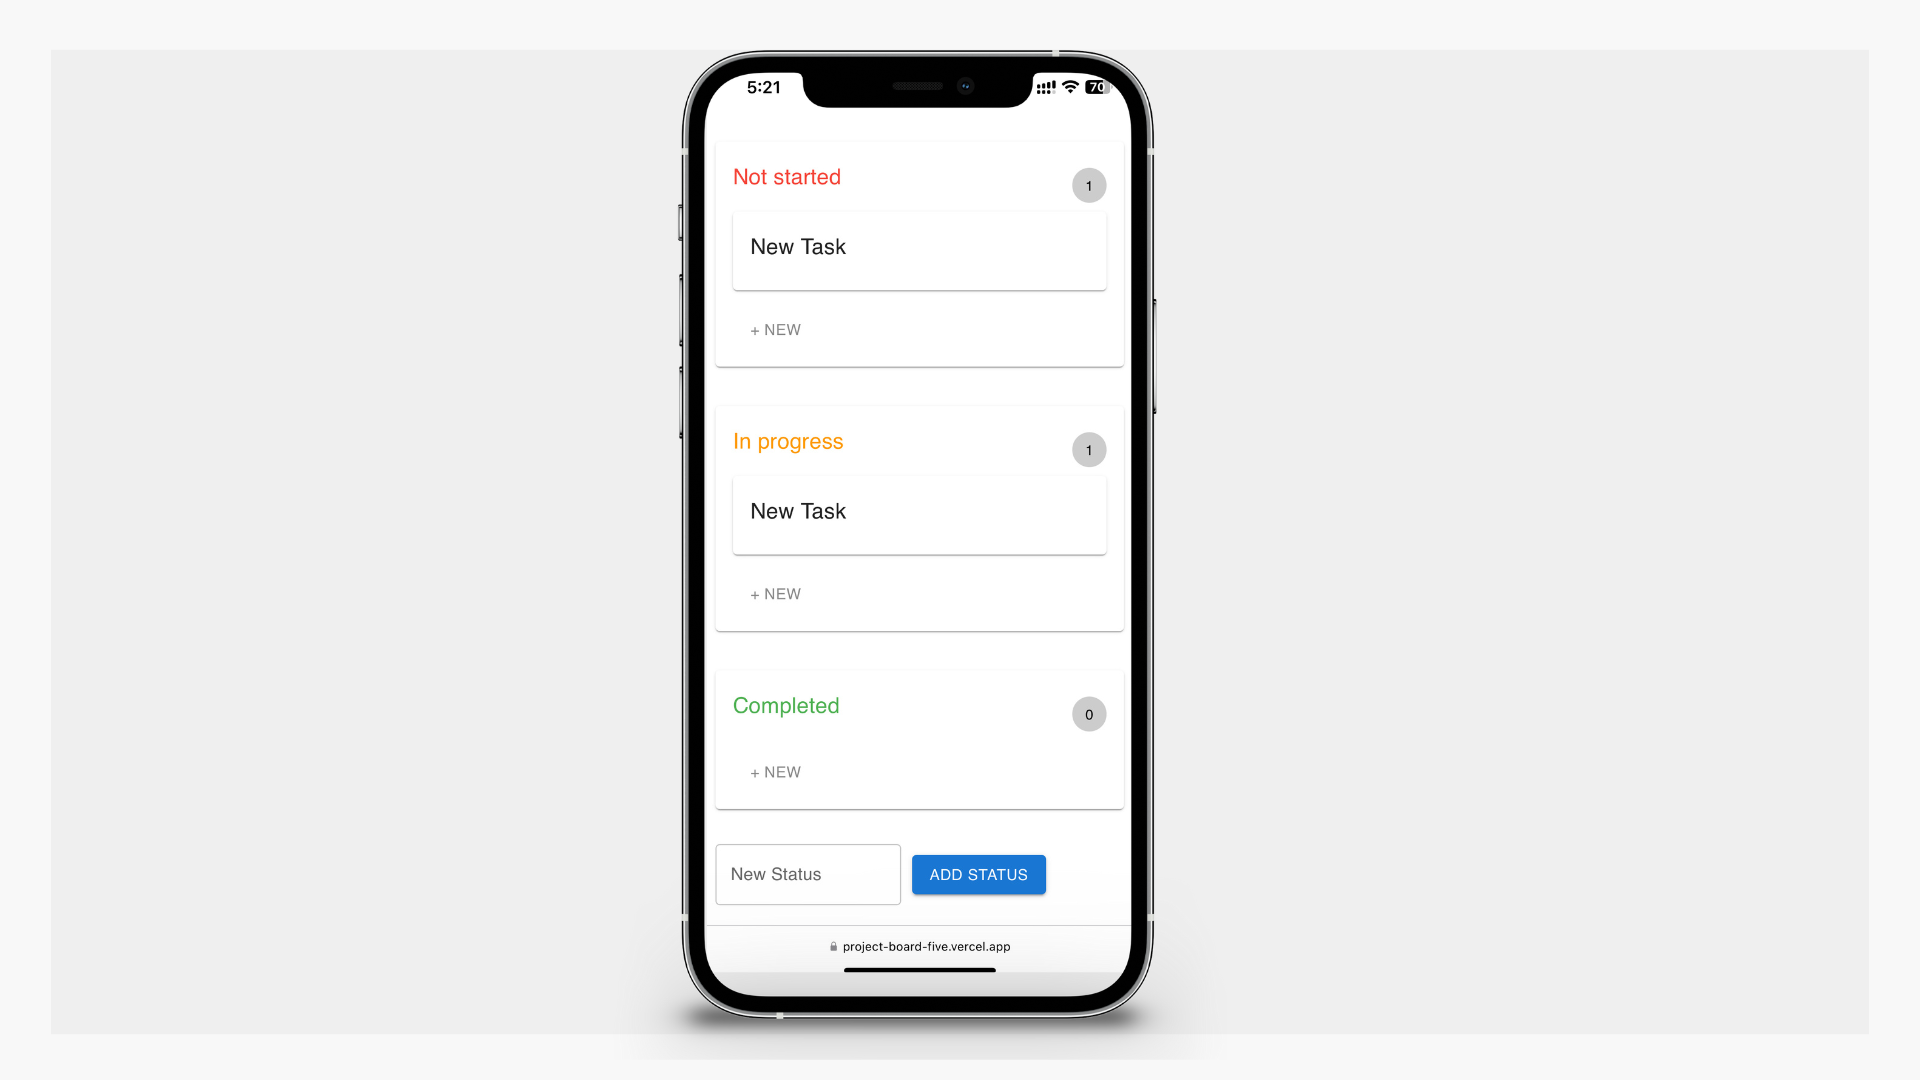 5:21
70
Not started
1
New Task
+ NEW
In progress
1
New Task
+ NEW
Completed
0
+ NEW
New Status
ADD STATUS
project-board-five.vercel.app